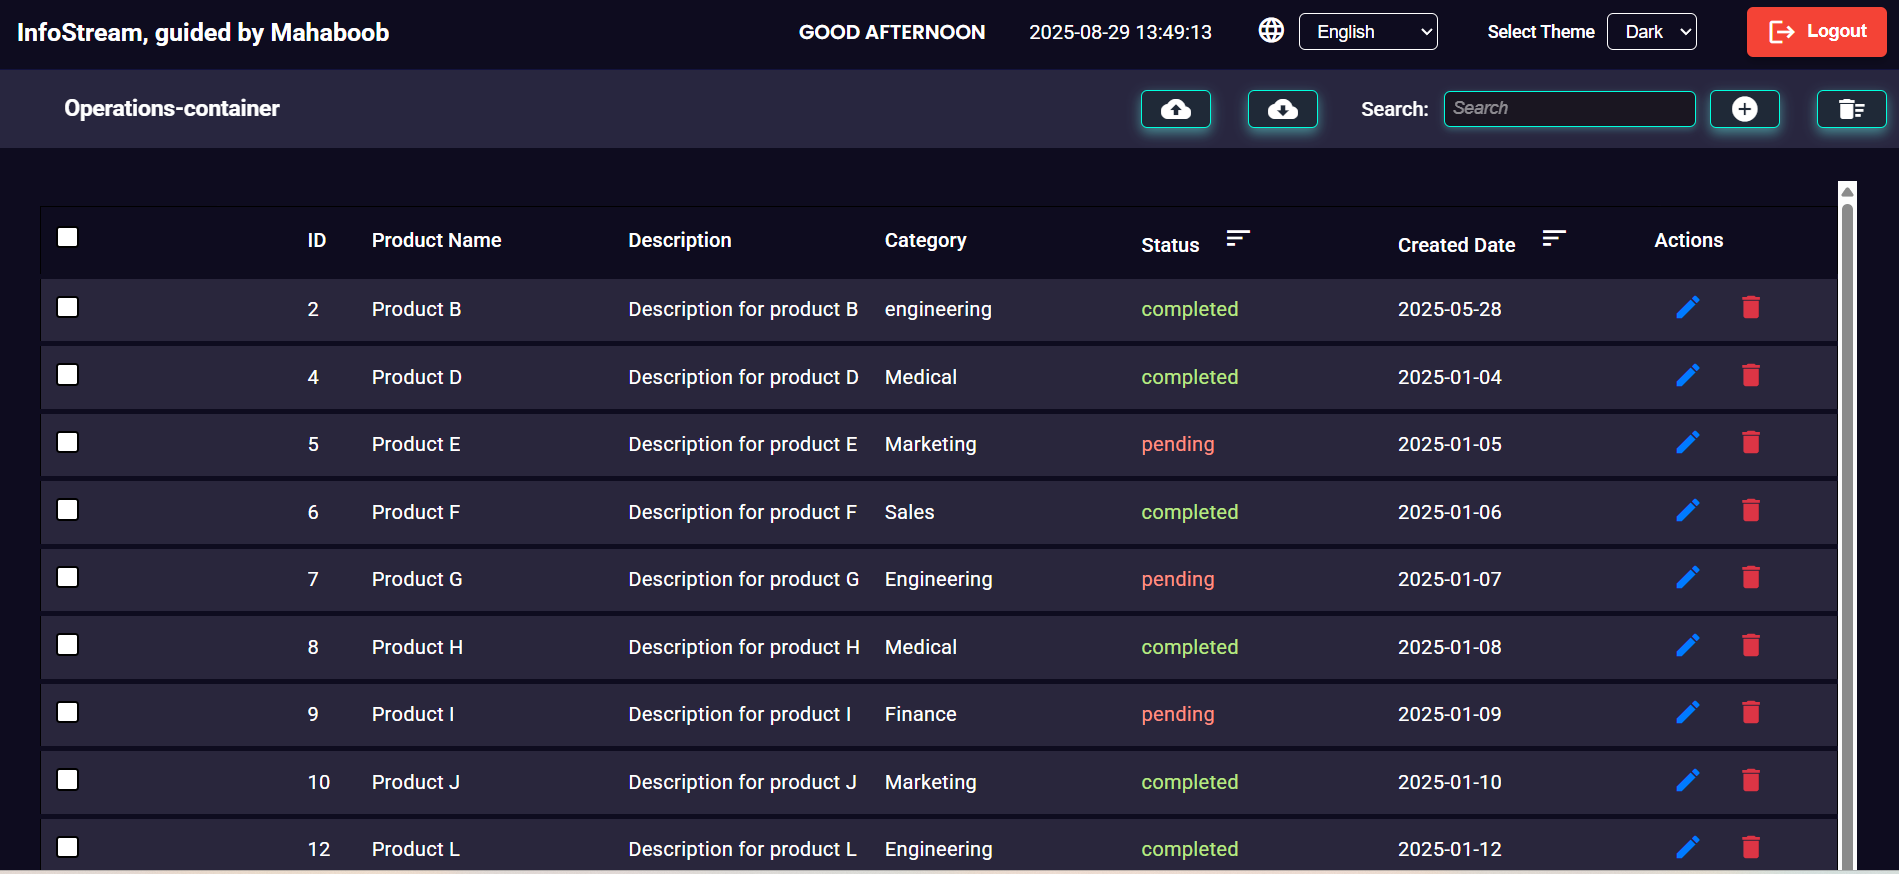 InfoStream, guided by Mahaboob GOOD AFTERNOON 2025-08-29 13:49:13 English Select Theme Dark Logout
Operations-container Search: Search
ID Product Name Description Category Status Created Date Actions
2 Product B Description for product B engineering completed 2025-05-28
4 Product D Description for product D Medical completed 2025-01-04
5 Product E Description for product E Marketing pending 2025-01-05
6 Product F Description for product F Sales completed 2025-01-06
7 Product G Description for product G Engineering pending 2025-01-07
8 Product H Description for product H Medical completed 2025-01-08
9 Product I Description for product I Finance pending 2025-01-09
10 Product J Description for product J Marketing completed 2025-01-10
12 Product L Description for product L Engineering completed 2025-01-12